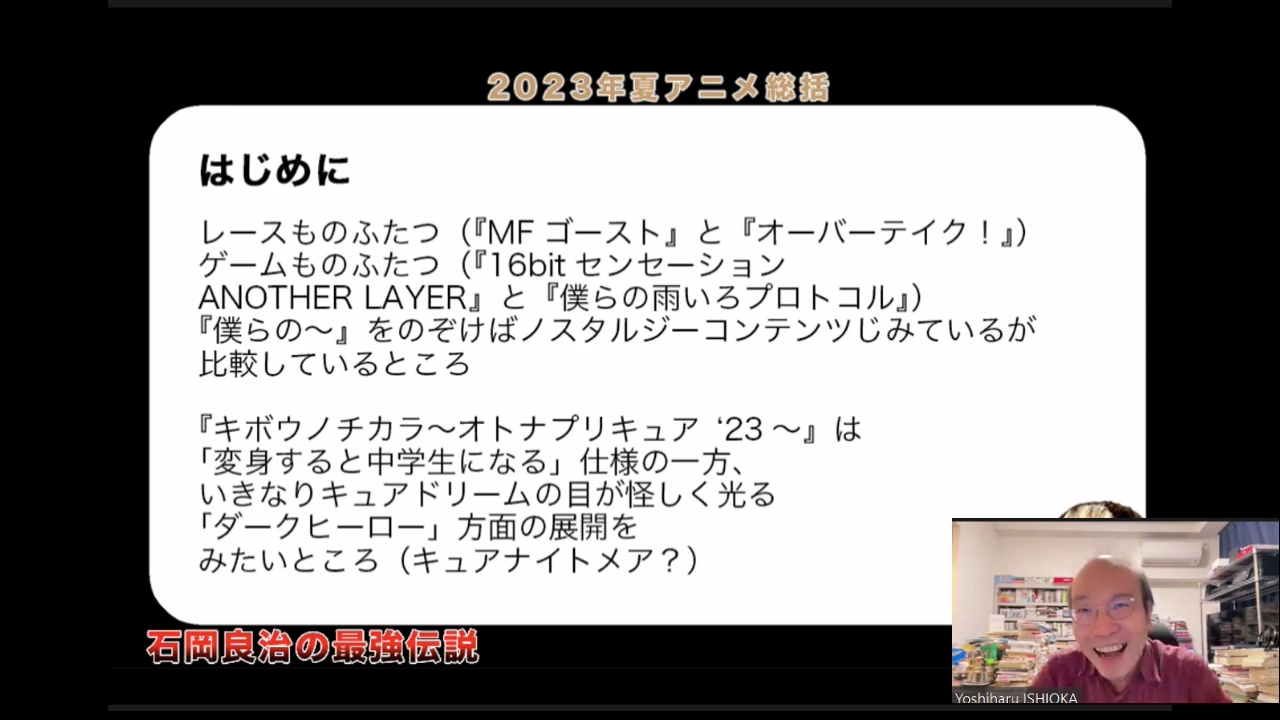 2023年夏アニメ総括
はじめに
レースものふたつ（『MF ゴースト』と『オーバーテイク！』）
ゲームものふたつ（『16bit センセーション
ANOTHER LAYER』と『僕らの雨いろプロトコル』）
『僕らの～』をのぞけばノスタルジーコンテンツじみているが
比較しているところ
『キボウノチカラ～オトナプリキュア ‘23 ～』は
「変身すると中学生になる」仕様の一方、
いきなりキュアドリームの目が怪しく光る
「ダークヒーロー」方面の展開を
みたいところ（キュアナイトメア？）
石岡良治の最強伝説
Yoshiharu ISHIOKA